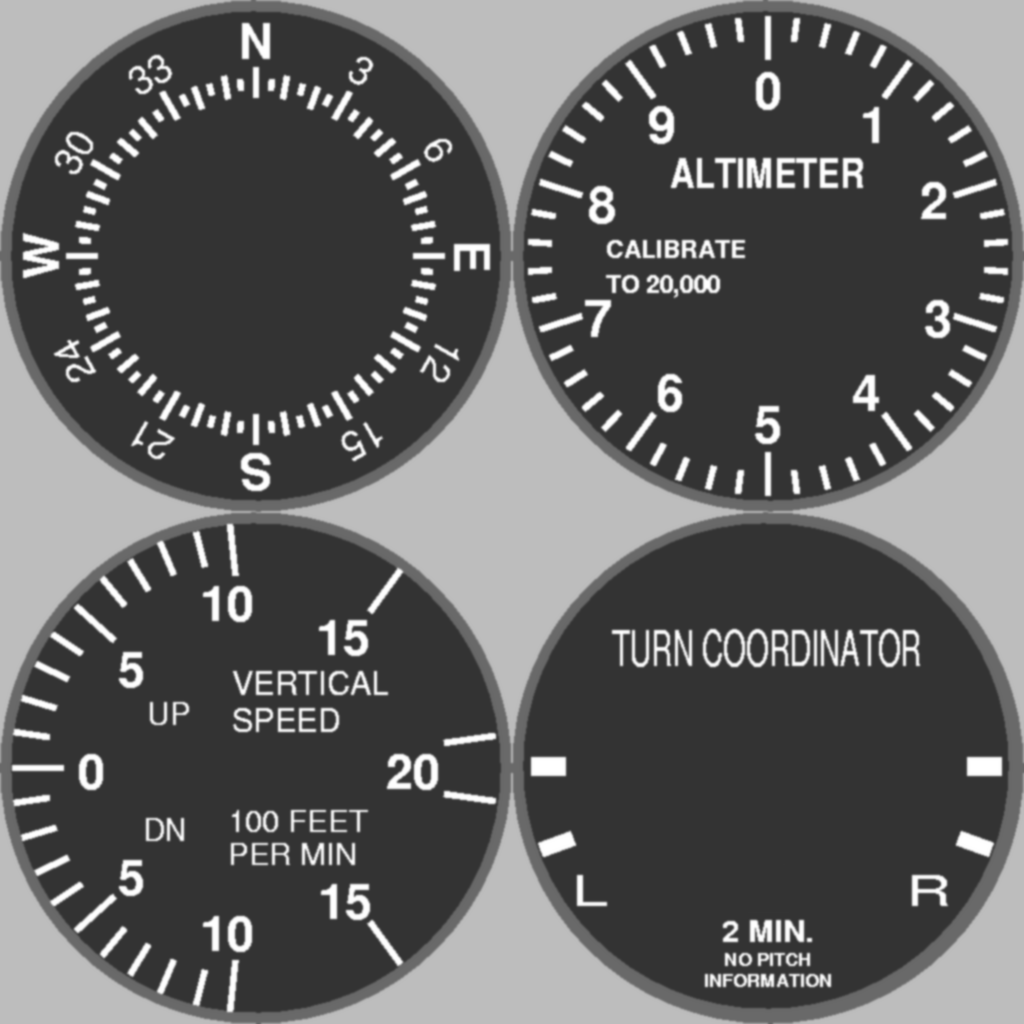 N
33
3
30
6
W
E
24
12
21
15
S
0
9
1
ALTIMETER
8
2
CALIBRATE
TO 20,000
7
3
6
4
5
10
15
5
VERTICAL
UP
SPEED
0
20
DN
100 FEET
PER MIN
5
15
10
TURN COORDINATOR
L
R
2 MIN.
NO PITCH
INFORMATION